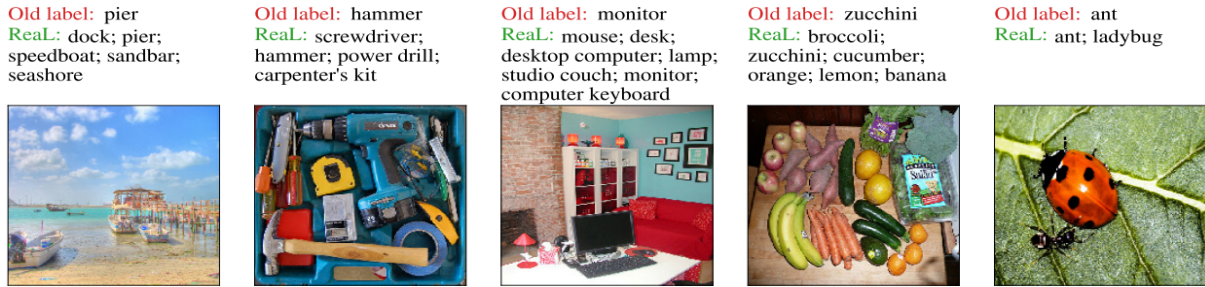 Old label: pier
ReaL: dock; pier;
speedboat; sandbar;
seashore
Old label: hammer
ReaL: screwdriver;
hammer; power drill;
carpenter's kit
Old label: monitor
ReaL: mouse; desk;
desktop computer; lamp;
studio couch; monitor;
computer keyboard
Old label: zucchini
ReaL: broccoli;
zucchini; cucumber;
orange; lemon; banana
Old label: ant
ReaL: ant; ladybug